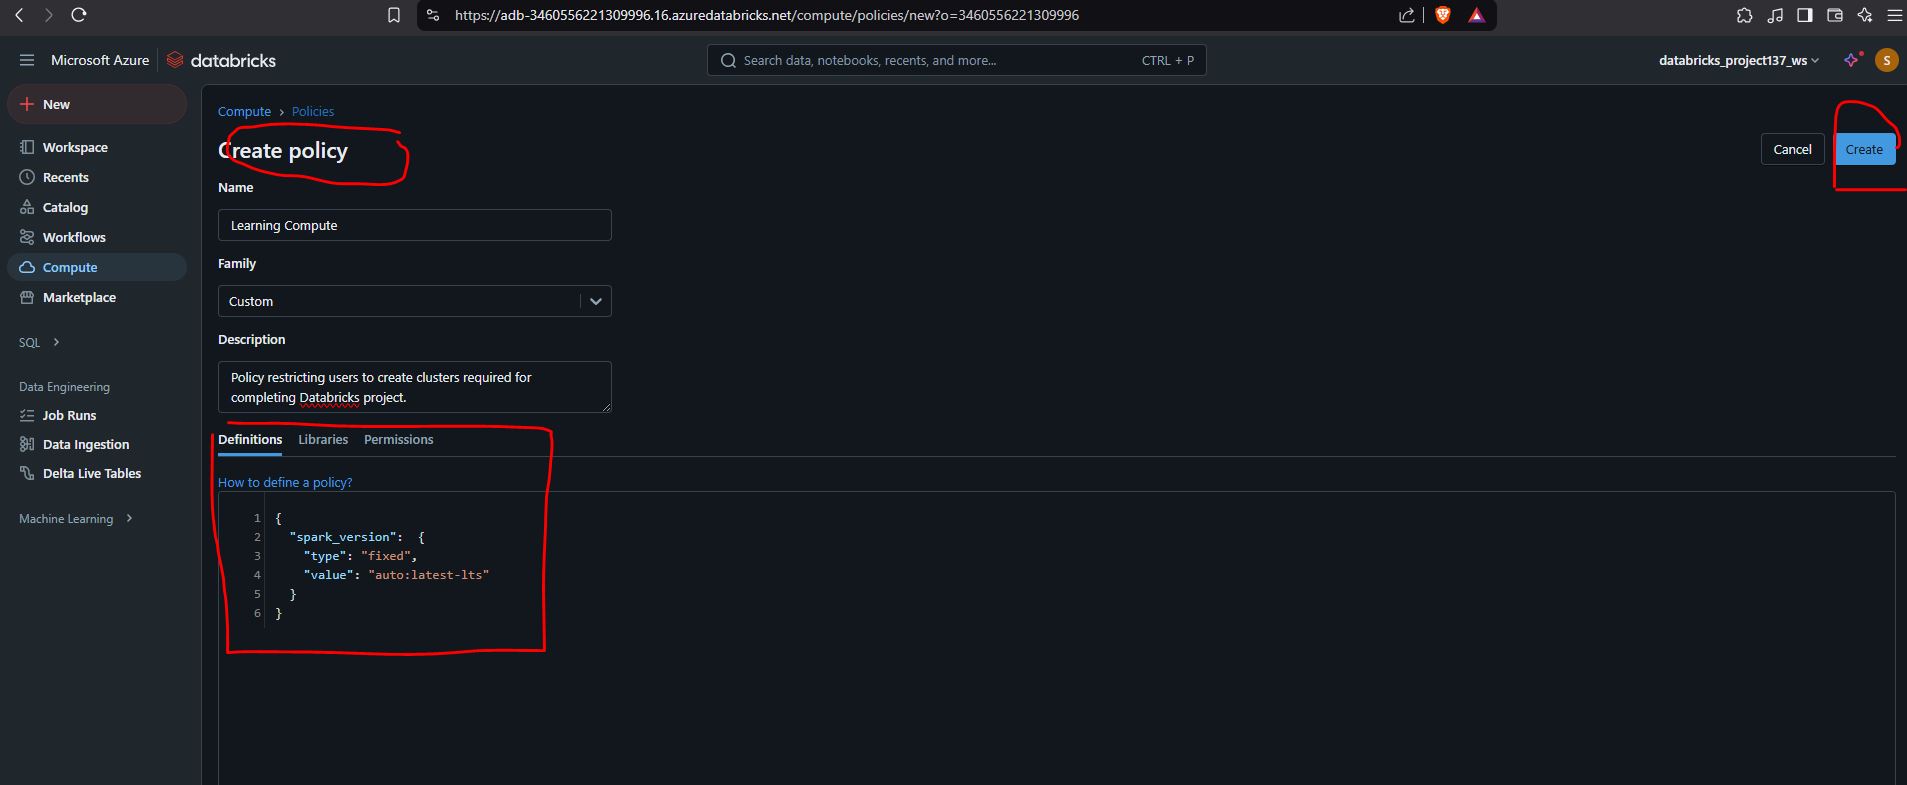 https://adb-3460556221309996.16.azuredatabricks.net/compute/policies/new?o=3460556221309996
Microsoft Azure databricks
Search data, notebooks, recents, and more... CTRL + P
databricks_project137_ws S
New
Workspace
Recents
Catalog
Workflows
Compute
Marketplace
SQL >
Data Engineering
Job Runs
Data Ingestion
Delta Live Tables
Machine Learning >
Compute > Policies
Create policy
Cancel Create
Name
Learning Compute
Family
Custom
Description
Policy restricting users to create clusters required for
completing Databricks project.
Definitions Libraries Permissions
How to define a policy?
1 {
2 "spark_version": {
3 "type": "fixed",
4 "value": "auto:latest-lts"
5 }
6 }